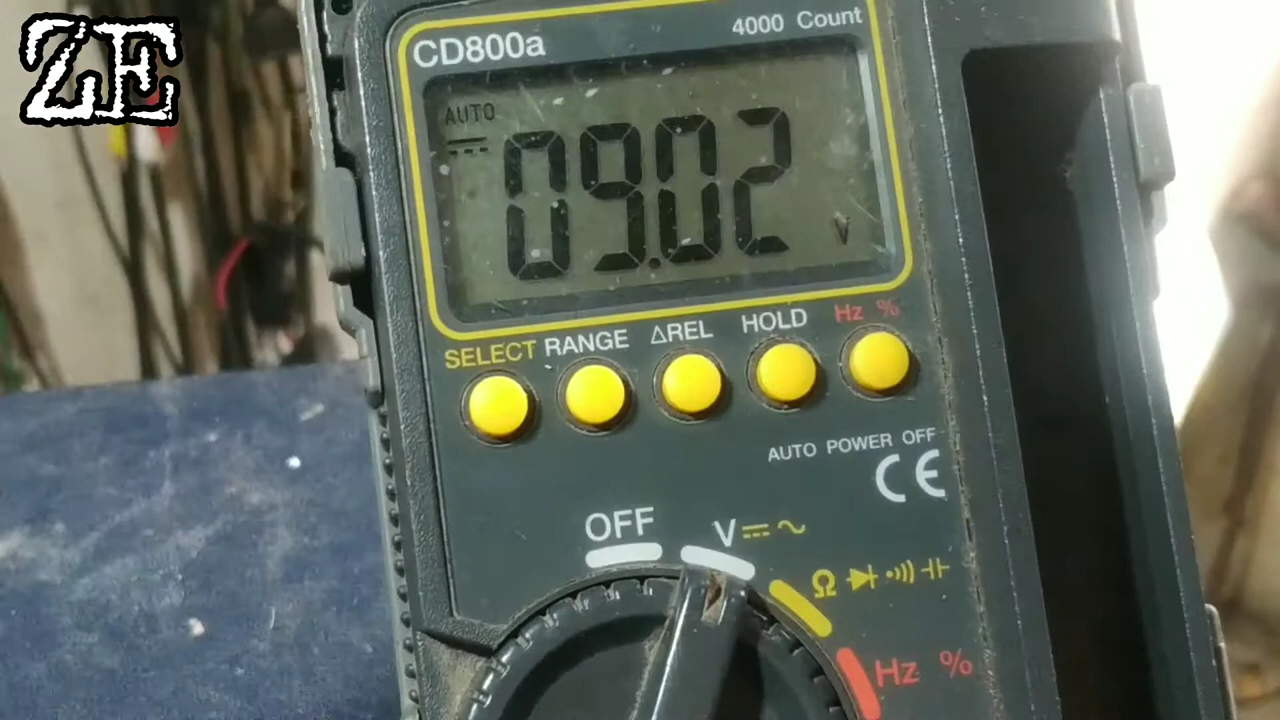 ZE
4000 Count
CD800a
AUTO
09.02 V
SELECT RANGE ΔREL HOLD Hz %
AUTO POWER OFF
CE
OFF V ~
Ω
Hz %